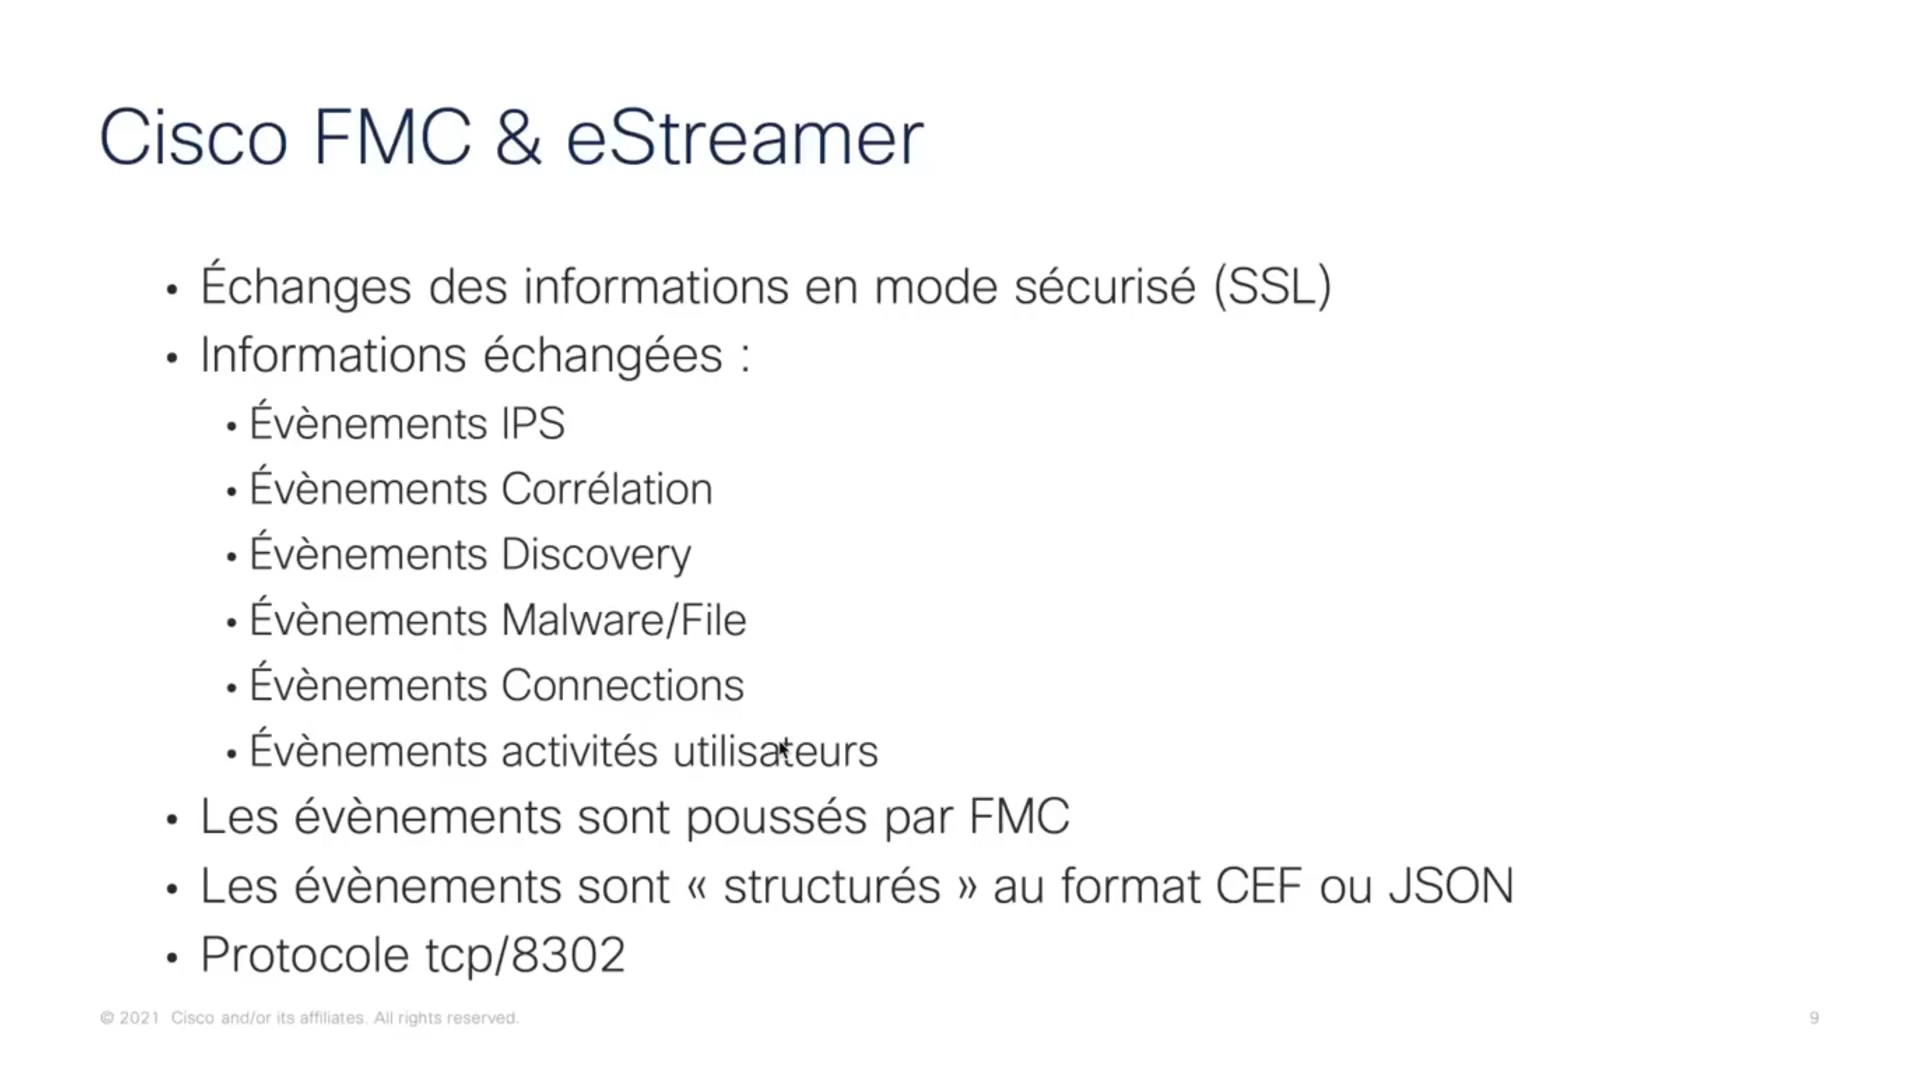 Cisco FMC & eStreamer
• Échanges des informations en mode sécurisé (SSL)
• Informations échangées :
• Évènements IPS
• Évènements Corrélation
• Évènements Discovery
• Évènements Malware/File
• Évènements Connections
• Évènements activités utilisateurs
• Les évènements sont poussés par FMC
• Les évènements sont « structurés » au format CEF ou JSON
• Protocole tcp/8302
© 2021 Cisco and/or its affiliates. All rights reserved.
9